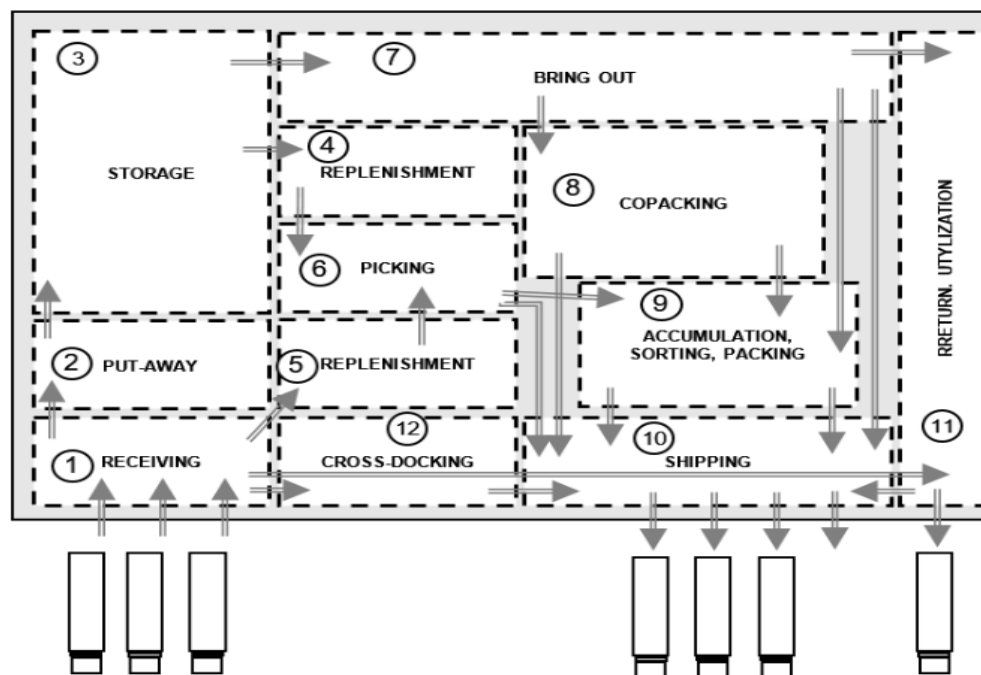 3
7
BRING OUT
4
REPLENISHMENT
STORAGE
8
COPACKING
6
PICKING
9
ACCUMULATION,
SORTING, PACKING
RRETURN. UTYLIZATION
2
PUT-AWAY
5
REPLENISHMENT
12
10
11
1
RECEIVING
CROSS-DOCKING
SHIPPING